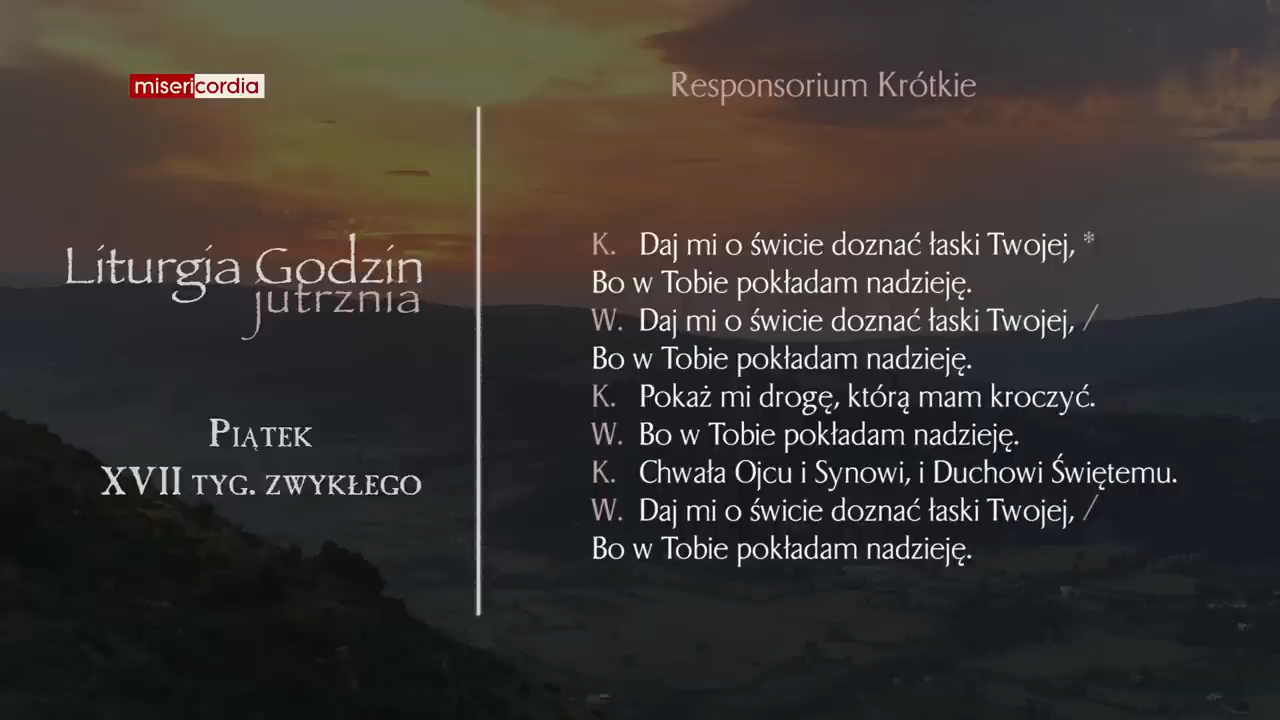 misericordia
Liturgia Godzin
jutrznia
Piątek
XVII tyg. zwykłego
Responsorium Krótkie
K. Daj mi o świcie doznać łaski Twojej, *
Bo w Tobie pokładam nadzieję.
W. Daj mi o świcie doznać łaski Twojej, /
Bo w Tobie pokładam nadzieję.
K. Pokaż mi drogę, którą mam kroczyć.
W. Bo w Tobie pokładam nadzieję.
K. Chwała Ojcu i Synowi, i Duchowi Świętemu.
W. Daj mi o świcie doznać łaski Twojej, /
Bo w Tobie pokładam nadzieję.